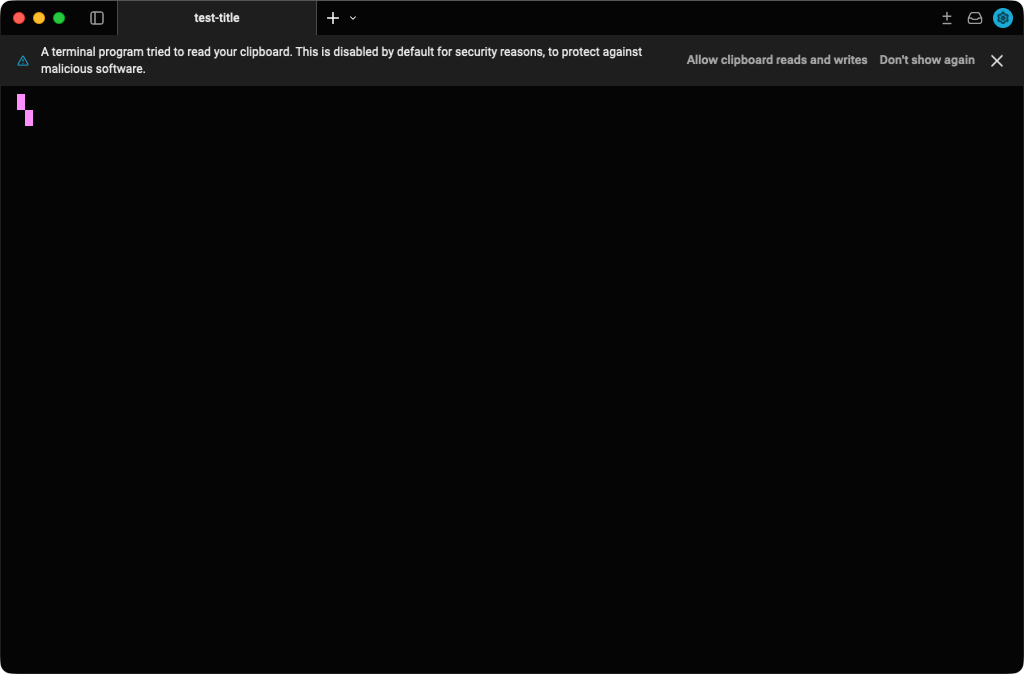 test-title
A terminal program tried to read your clipboard. This is disabled by default for security reasons, to protect against
malicious software.
Allow clipboard reads and writes
Don't show again